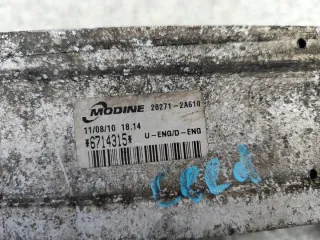 MODINE 28271-2A610
11/08/10 18.14
*6714315* U-ENG/D-ENG